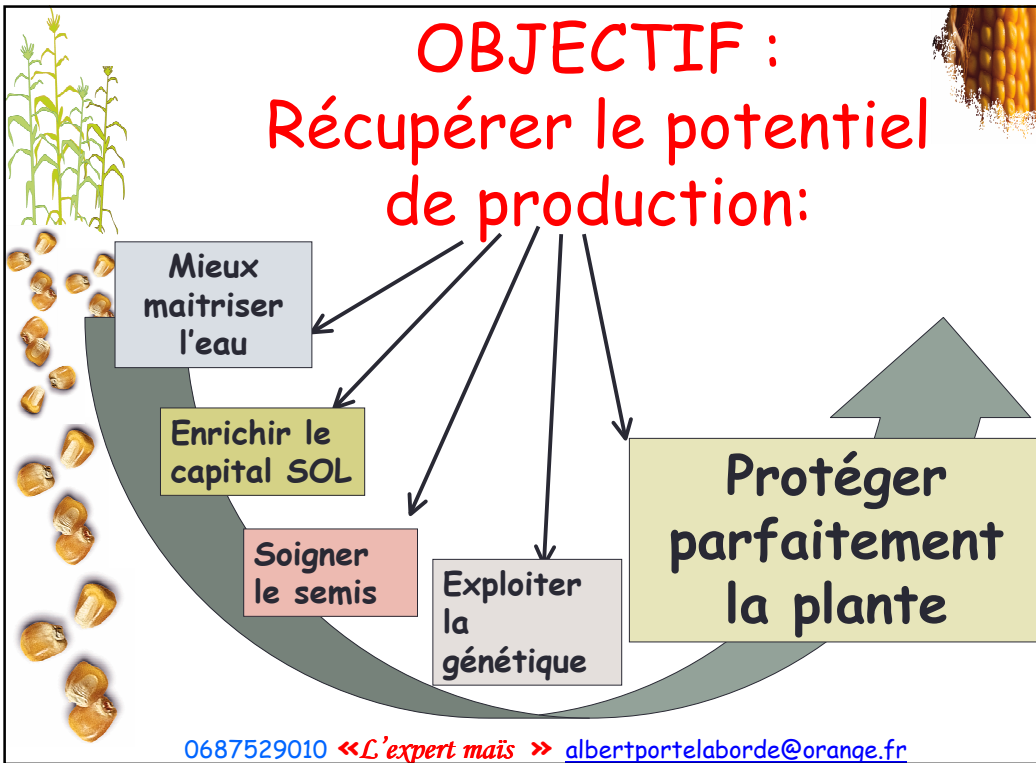 OBJECTIF :
Récupérer le potentiel
de production:
Mieux
maitriser
l'eau
Enrichir le
capital SOL
Soigner
le semis
Exploiter
la
génétique
Protéger
parfaitement
la plante
0687529010 «L'expert maïs » albertportelaborde@orange.fr